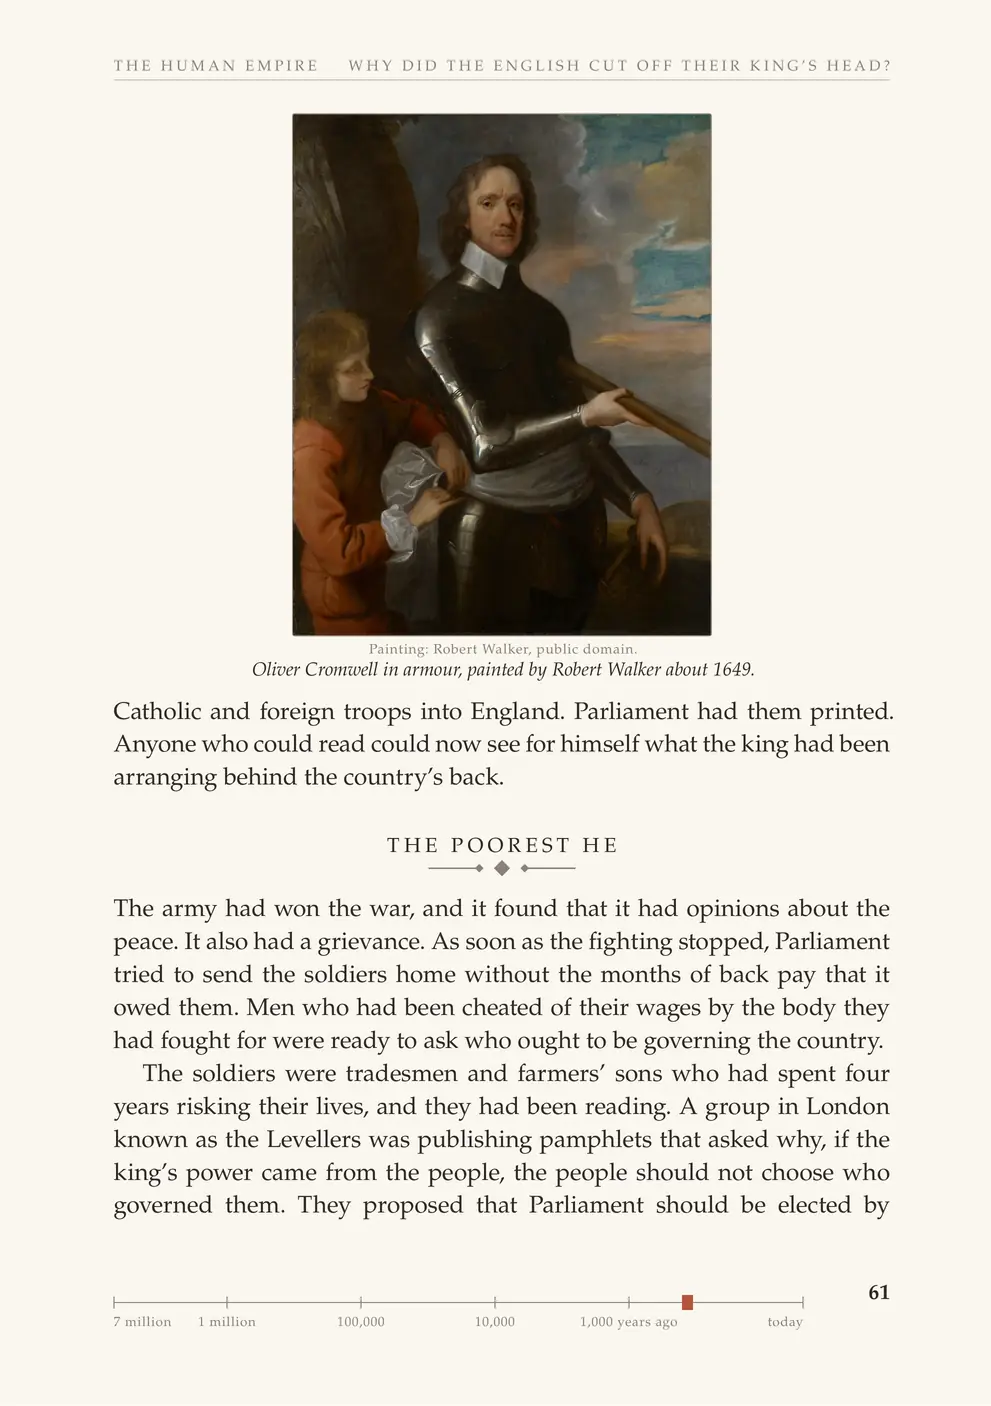 THE HUMAN EMPIRE WHY DID THE ENGLISH CUT OFF THEIR KING’S HEAD?
Painting: Robert Walker, public domain.
Oliver Cromwell in armour, painted by Robert Walker about 1649.
Catholic and foreign troops into England. Parliament had them printed.
Anyone who could read could now see for himself what the king had been
arranging behind the country’s back.
THE POOREST HE
The army had won the war, and it found that it had opinions about the
peace. It also had a grievance. As soon as the fighting stopped, Parliament
tried to send the soldiers home without the months of back pay that it
owed them. Men who had been cheated of their wages by the body they
had fought for were ready to ask who ought to be governing the country.
The soldiers were tradesmen and farmers’ sons who had spent four
years risking their lives, and they had been reading. A group in London
known as the Levellers was publishing pamphlets that asked why, if the
king’s power came from the people, the people should not choose who
governed them. They proposed that Parliament should be elected by
61
7 million 1 million 100,000 10,000 1,000 years ago today